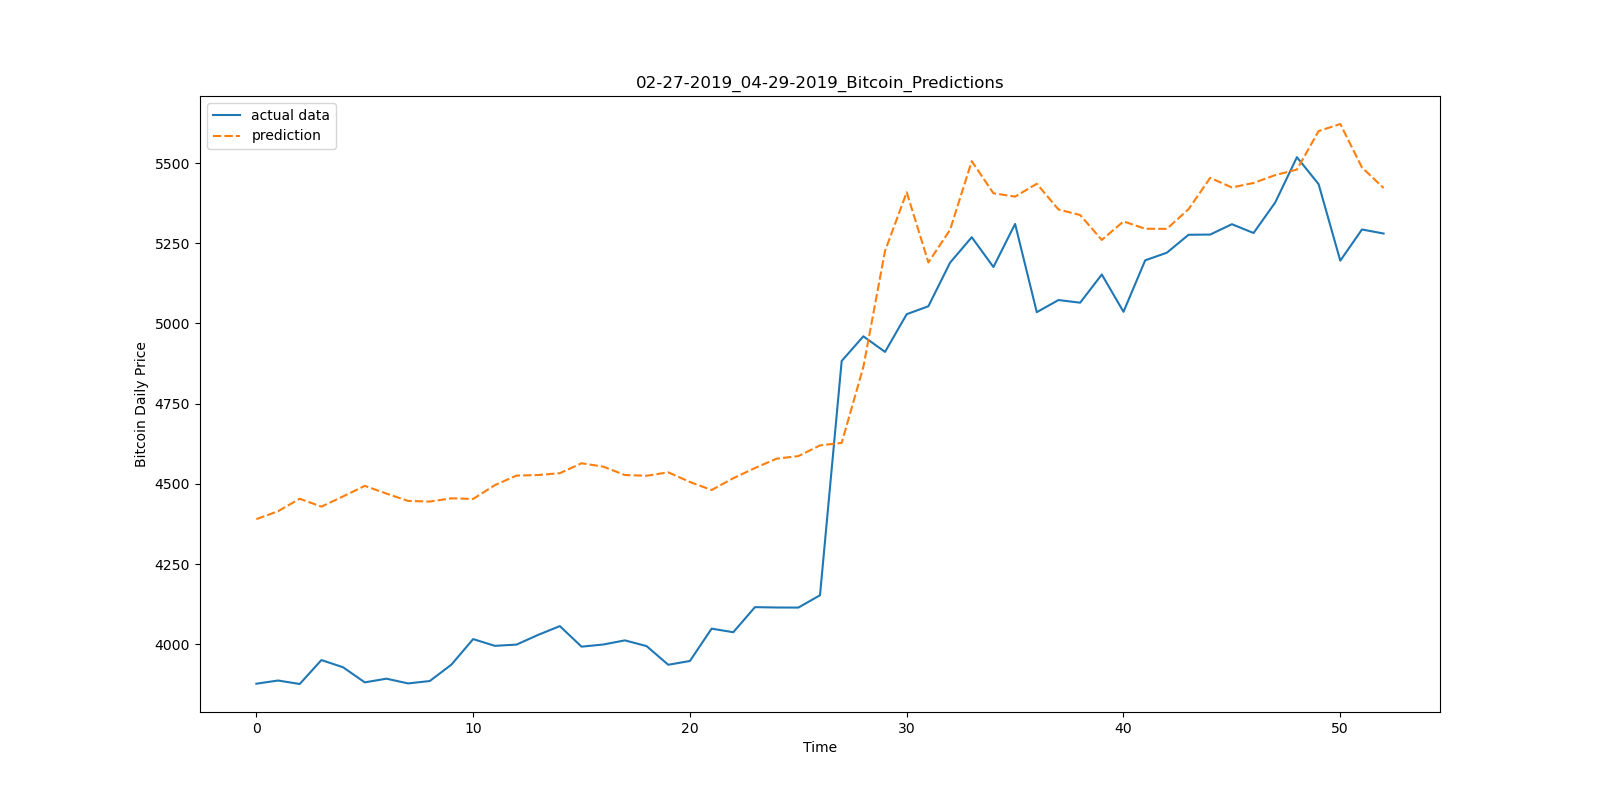 02-27-2019_04-29-2019_Bitcoin_Predictions
actual data
prediction
5500
5250
5000
4750
4500
4250
4000
Bitcoin Daily Price
0 10 20 30 40 50
Time